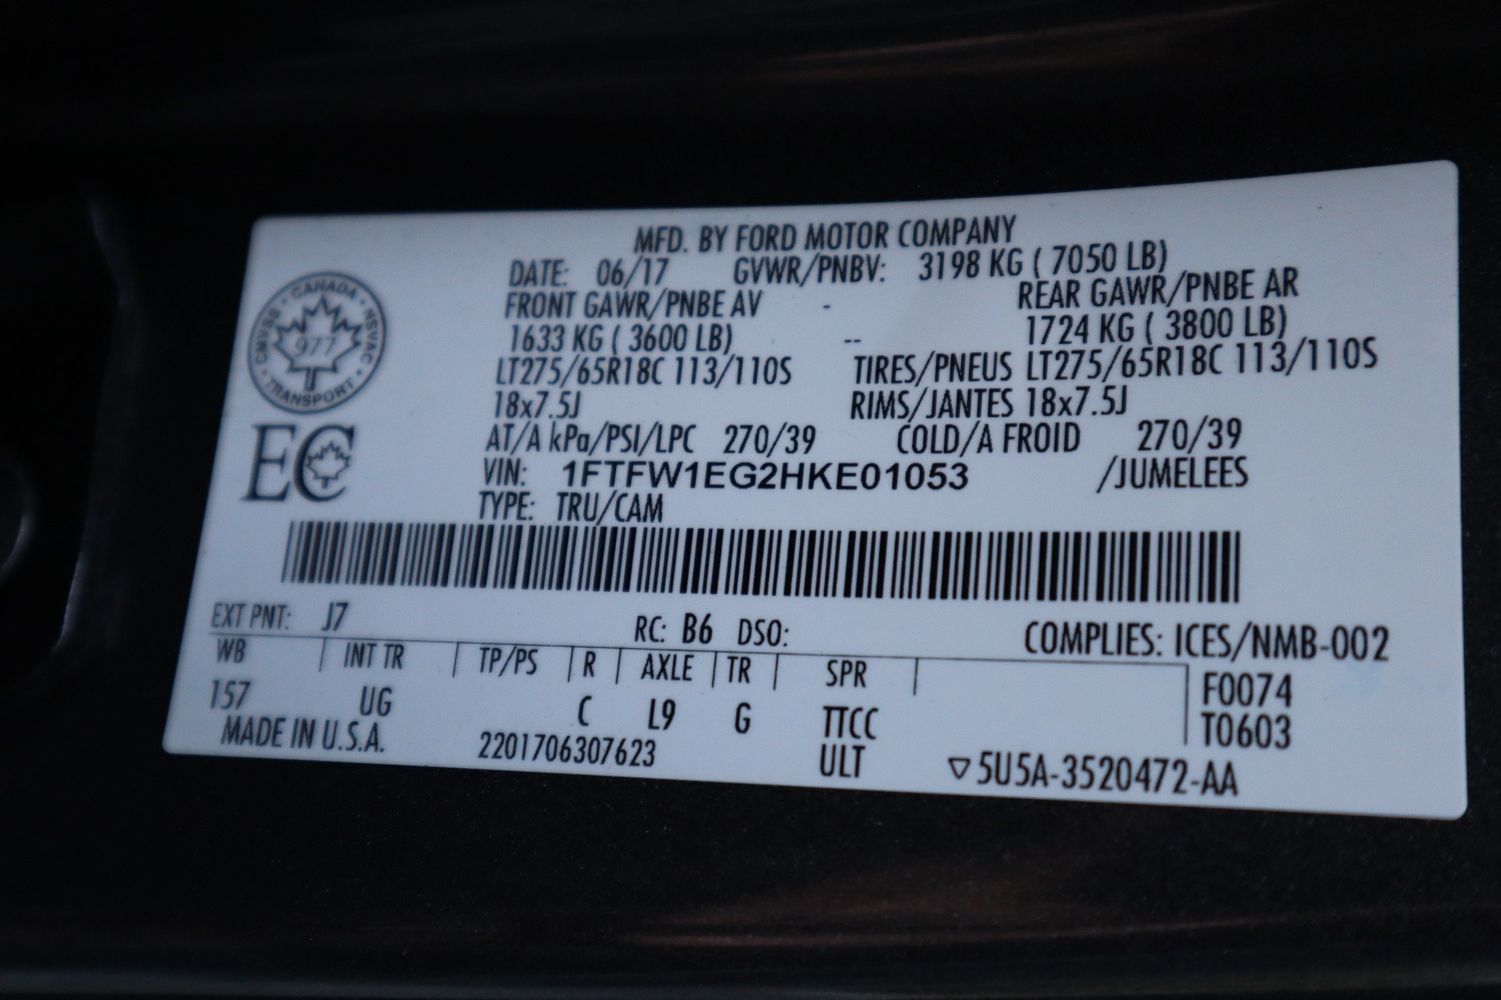 MFD. BY FORD MOTOR COMPANY
DATE: 06/17 GVWR/PNBV: 3198 KG ( 7050 LB)
FRONT GAWR/PNBE AV - REAR GAWR/PNBE AR
1633 KG ( 3600 LB) -- 1724 KG ( 3800 LB)
LT275/65R18C 113/110S TIRES/PNEUS LT275/65R18C 113/110S
18x7.5J RIMS/JANTES 18x7.5J
AT/A kPa/PSI/LPC 270/39 COLD/A FROID 270/39
VIN: 1FTFW1EG2HKE01053 /JUMELEES
TYPE: TRU/CAM
CANADA
CMVSS 977 NSVAC
TRANSPORT
EC
EXT PNT: J7 RC: B6 DSO: COMPLIES: ICES/NMB-002
WB INT TR TP/PS R AXLE TR SPR F0074
157 UG C L9 G TTCC T0603
MADE IN U.S.A. 2201706307623 ULT ▽5U5A-3520472-AA